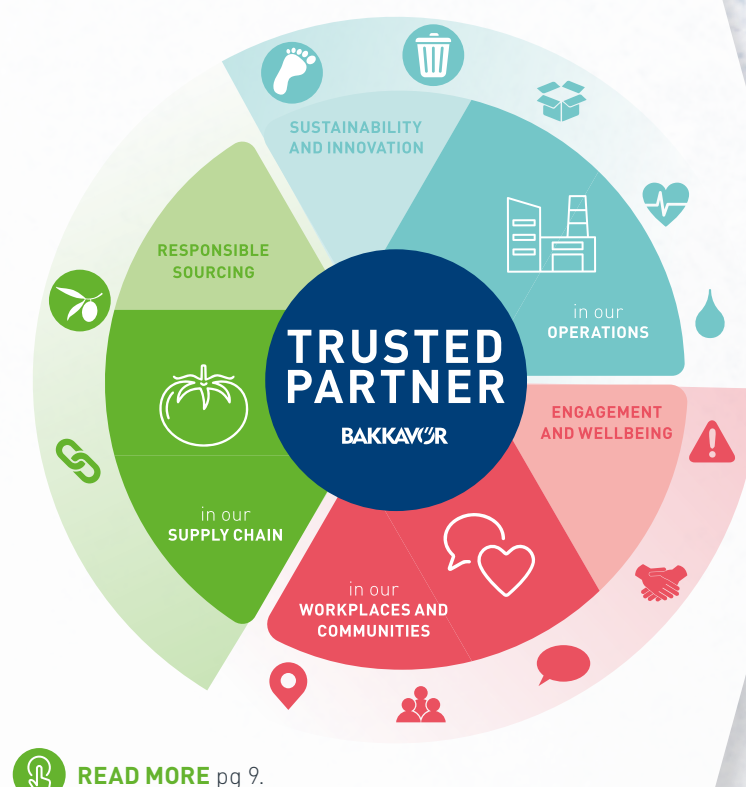 SUSTAINABILITY
AND INNOVATION
RESPONSIBLE
SOURCING
in our
OPERATIONS
TRUSTED
PARTNER
BAKKAVÖR
ENGAGEMENT
AND WELLBEING
in our
SUPPLY CHAIN
in our
WORKPLACES AND
COMMUNITIES
READ MORE pg 9.